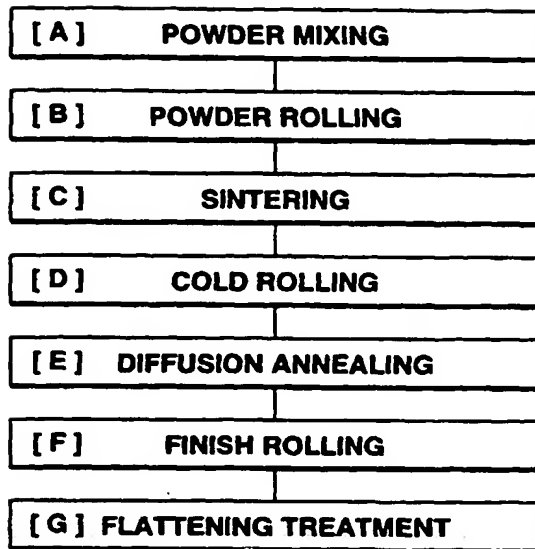 [ A ] POWDER MIXING
[ B ] POWDER ROLLING
[ C ] SINTERING
[ D ] COLD ROLLING
[ E ] DIFFUSION ANNEALING
[ F ] FINISH ROLLING
[ G ] FLATTENING TREATMENT